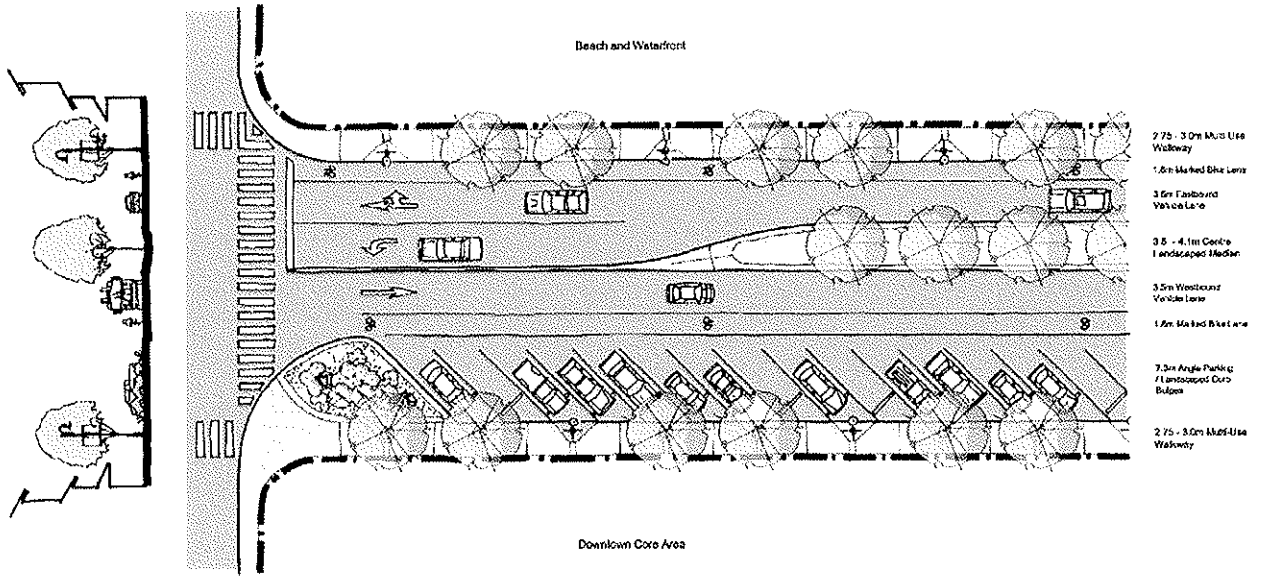 Beach and Waterfront
2.75 - 3.0m Multi Use
Walkway
1.8m Marked Bike Lane
3.5m Eastbound
Vehicle Lane
3.5 - 4.1m Centre
Landscaped Median
3.5m Westbound
Vehicle Lane
1.8m Marked Bike Lane
7.3m Angle Parking
/ Landscaped Curb
Bulges
2.75 - 3.0m Multi-Use
Walkway
Downtown Core Area